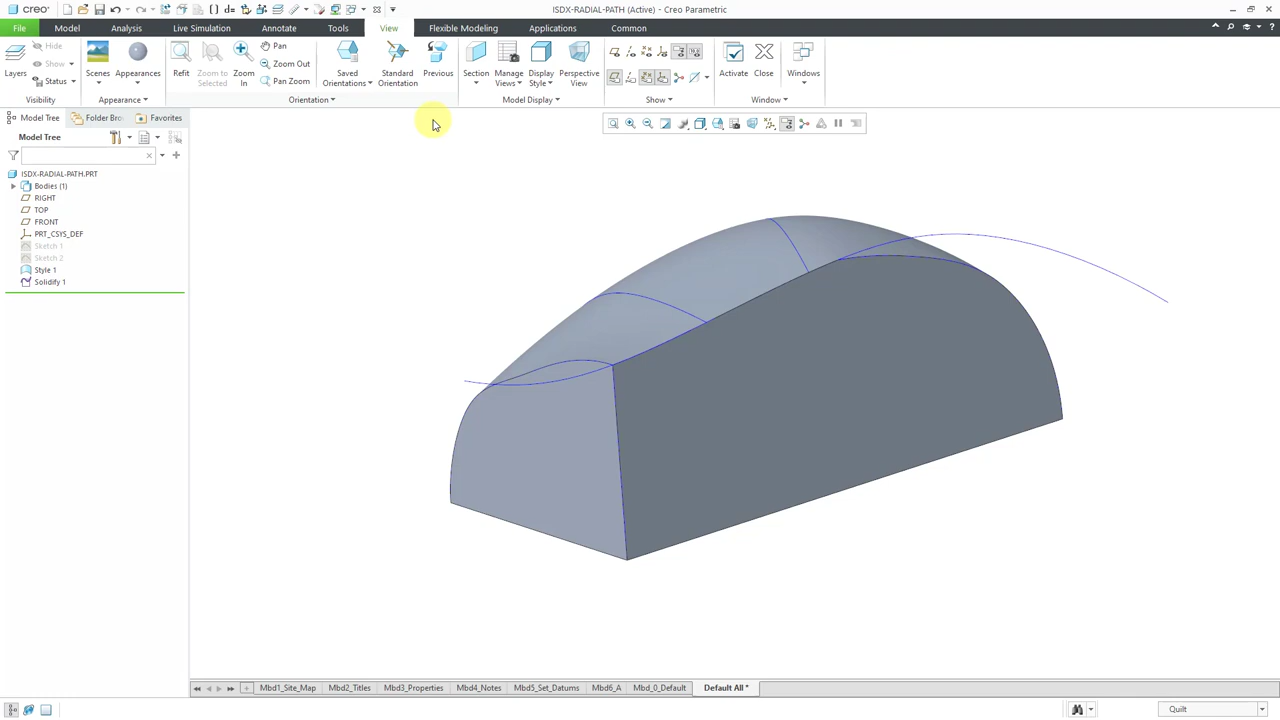 creo
ISDX-RADIAL-PATH (Active) - Creo Parametric
File Model Analysis Live Simulation Annotate Tools View Flexible Modeling Applications Common
Layers Hide Show Status
Visibility
Scenes Appearances
Appearance
Refit Zoom to Selected Zoom In Pan Zoom Out Pan Zoom Saved Orientations Standard Orientation Previous
Orientation
Section Manage Views Display Style Perspective View
Model Display
Show
Activate Close Windows
Window
Model Tree Folder Bro Favorites
Model Tree
ISDX-RADIAL-PATH.PRT
Bodies (1)
RIGHT
TOP
FRONT
PRT_CSYS_DEF
Sketch 1
Sketch 2
Style 1
Solidify 1
Mbd1_Site_Map Mbd2_Titles Mbd3_Properties Mbd4_Notes Mbd5_Set_Datums Mbd6_A Mbd_0_Default Default All *
Quilt